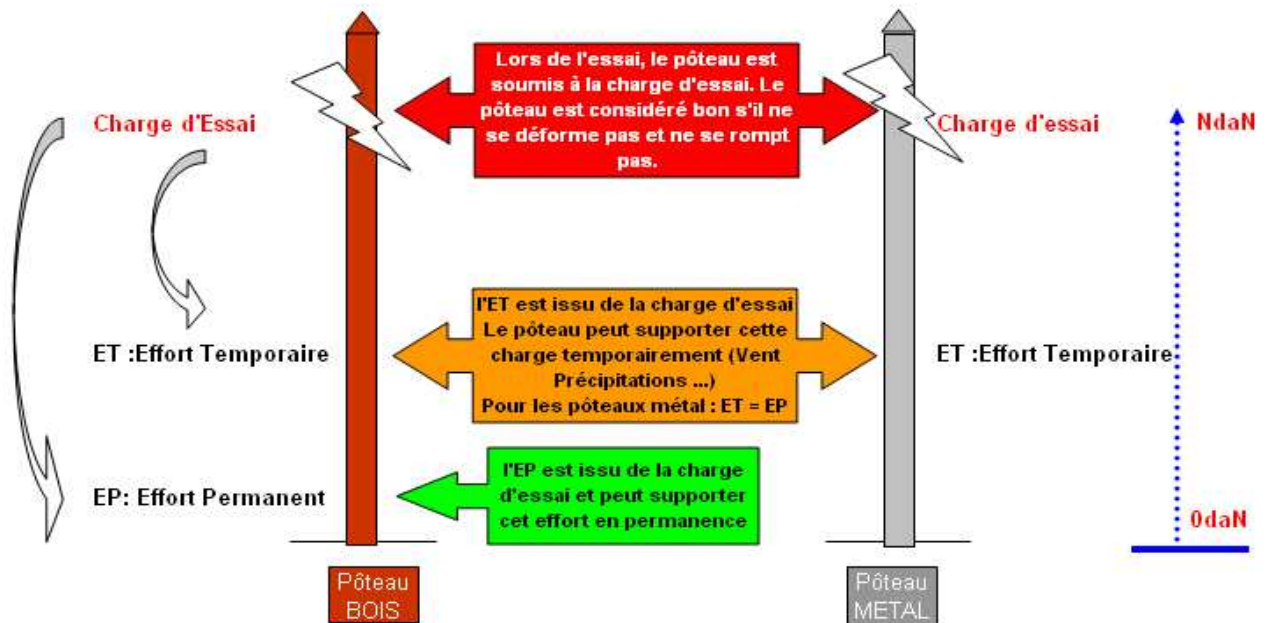 Lors de l'essai, le pôteau est
soumis à la charge d'essai. Le
pôteau est considéré bon s'il ne
se déforme pas et ne se rompt
pas.
Charge d'Essai
Charge d'essai
NdaN
l'ET est issu de la charge d'essai
Le pôteau peut supporter cette
charge temporairement (Vent
Précipitations ...)
Pour les pôteaux métal : ET = EP
ET :Effort Temporaire
ET :Effort Temporaire
l'EP est issu de la charge
d'essai et peut supporter
cet effort en permanence
EP: Effort Permanent
0daN
Pôteau
BOIS
Pôteau
METAL